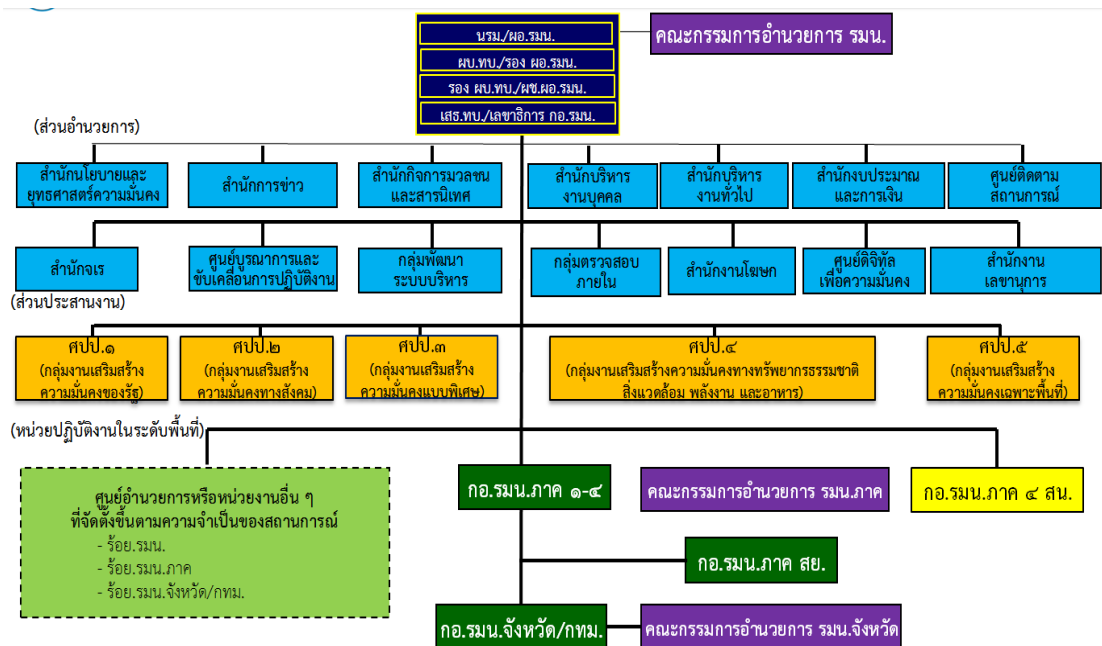 นรม./ผอ.รมน.
คณะกรรมการอำนวยการ รมน.
ผบ.ทบ./รอง ผอ.รมน.
รอง ผบ.ทบ./ผช.ผอ.รมน.
เสธ.ทบ./เลขาธิการ กอ.รมน.
(ส่วนอำนวยการ)
สำนักนโยบายและ
ยุทธศาสตร์ความมั่นคง
สำนักการข่าว
สำนักกิจการมวลชน
และสารนิเทศ
สำนักบริหาร
งานบุคคล
สำนักบริหาร
งานทั่วไป
สำนักงบประมาณ
และการเงิน
ศูนย์ติดตาม
สถานการณ์
สำนักจเร
ศูนย์บูรณาการและ
ขับเคลื่อนการปฏิบัติงาน
กลุ่มพัฒนา
ระบบบริหาร
กลุ่มตรวจสอบ
ภายใน
สำนักงานโฆษก
ศูนย์ดิจิทัล
เพื่อความมั่นคง
สำนักงาน
เลขานุการ
(ส่วนประสานงาน)
ศปป.๑
(กลุ่มงานเสริมสร้าง
ความมั่นคงของรัฐ)
ศปป.๒
(กลุ่มงานเสริมสร้าง
ความมั่นคงทางสังคม)
ศปป.๓
(กลุ่มงานเสริมสร้าง
ความมั่นคงแบบพิเศษ)
ศปป.๔
(กลุ่มงานเสริมสร้างความมั่นคงทางทรัพยากรธรรมชาติ
สิ่งแวดล้อม พลังงาน และอาหาร)
ศปป.๕
(กลุ่มงานเสริมสร้าง
ความมั่นคงเฉพาะพื้นที่)
(หน่วยปฏิบัติงานในระดับพื้นที่)
ศูนย์อำนวยการหรือหน่วยงานอื่น ๆ
ที่จัดตั้งขึ้นตามความจำเป็นของสถานการณ์
- ร้อย.รมน.
- ร้อย.รมน.ภาค
- ร้อย.รมน.จังหวัด/กทม.
กอ.รมน.ภาค ๑-๔
คณะกรรมการอำนวยการ รมน.ภาค
กอ.รมน.ภาค ๔ สน.
กอ.รมน.ภาค สย.
กอ.รมน.จังหวัด/กทม.
คณะกรรมการอำนวยการ รมน.จังหวัด